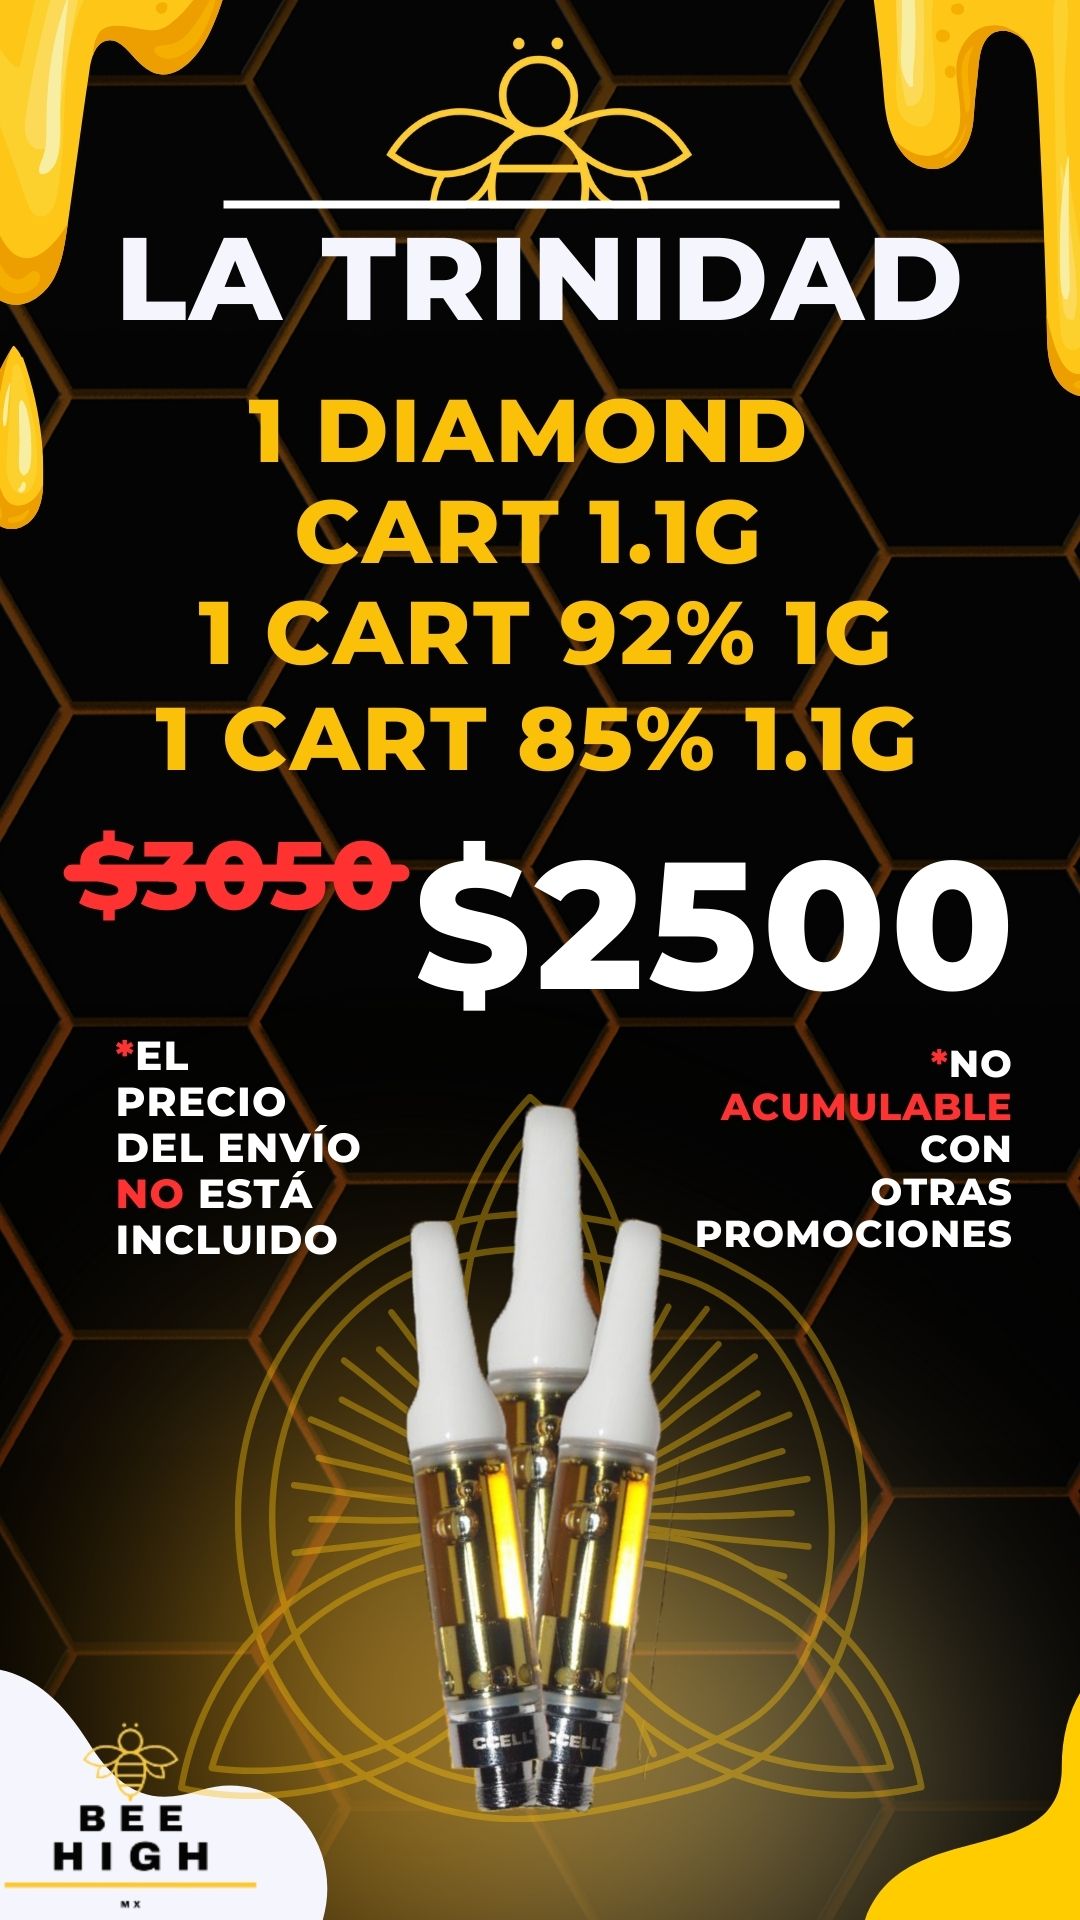 LA TRINIDAD
1 DIAMOND
CART 1.1G
1 CART 92% 1G
1 CART 85% 1.1G
$3050
$2500
*EL
PRECIO
DEL ENVÍO
NO ESTÁ
INCLUIDO
*NO
ACUMULABLE
CON
OTRAS
PROMOCIONES
CCELL
CCELL
BEE
HIGH
MX